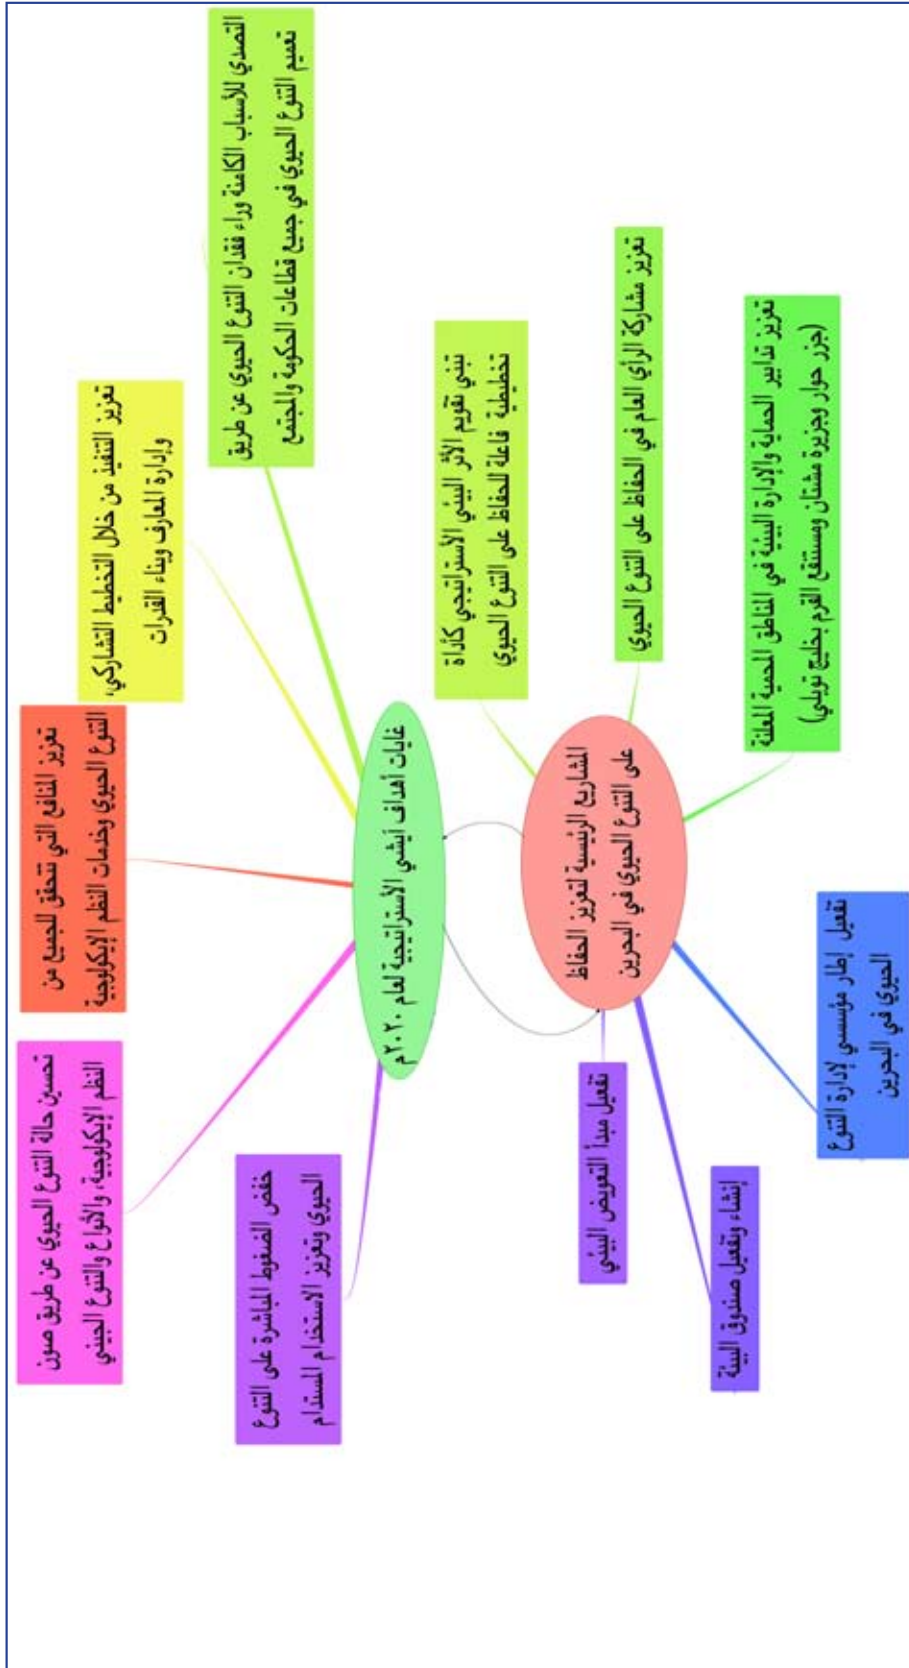 التصدي للأسباب الكامنة وراء فقدان التنوع الحيوي عن طريق
تعميم التنوع الحيوي في جميع قطاعات الحكومة والمجتمع
تعزيز التنفيذ من خلال التخطيط التشاركي،
وإدارة المعارف وبناء القدرات
تعزيز المنافع التي تتحقق للجميع من
التنوع الحيوي وخدمات النظم الإيكولوجية
تحسين حالة التنوع الحيوي عن طريق صون
النظم الإيكولوجية، والأنواع والتنوع الجيني
خفض الضغوط المباشرة على التنوع
الحيوي وتعزيز الاستخدام المستدام
غايات أهداف آيشي الأستراتيجية لعام ٢٠٢٠م
المشاريع الرئيسية لتعزيز الحفاظ
على التنوع الحيوي في البحرين
تبني تقويم الأثر البيئي الأستراتيجي كأداة
تخطيطية فاعلة للحفاظ على التنوع الحيوي
تعزيز مشاركة الرأي العام في الحفاظ على التنوع الحيوي
تعزيز تدابير الحماية والإدارة البيئية في المناطق المحمية المعلنة
(جزر حوار وجزيرة مشتان ومستنقع القرم بخليج توبلي)
تفعيل إطار مؤسسي لإدارة التنوع
الحيوي في البحرين
إنشاء وتفعيل صندوق البيئة
تفعيل مبدأ التعويض البيئي